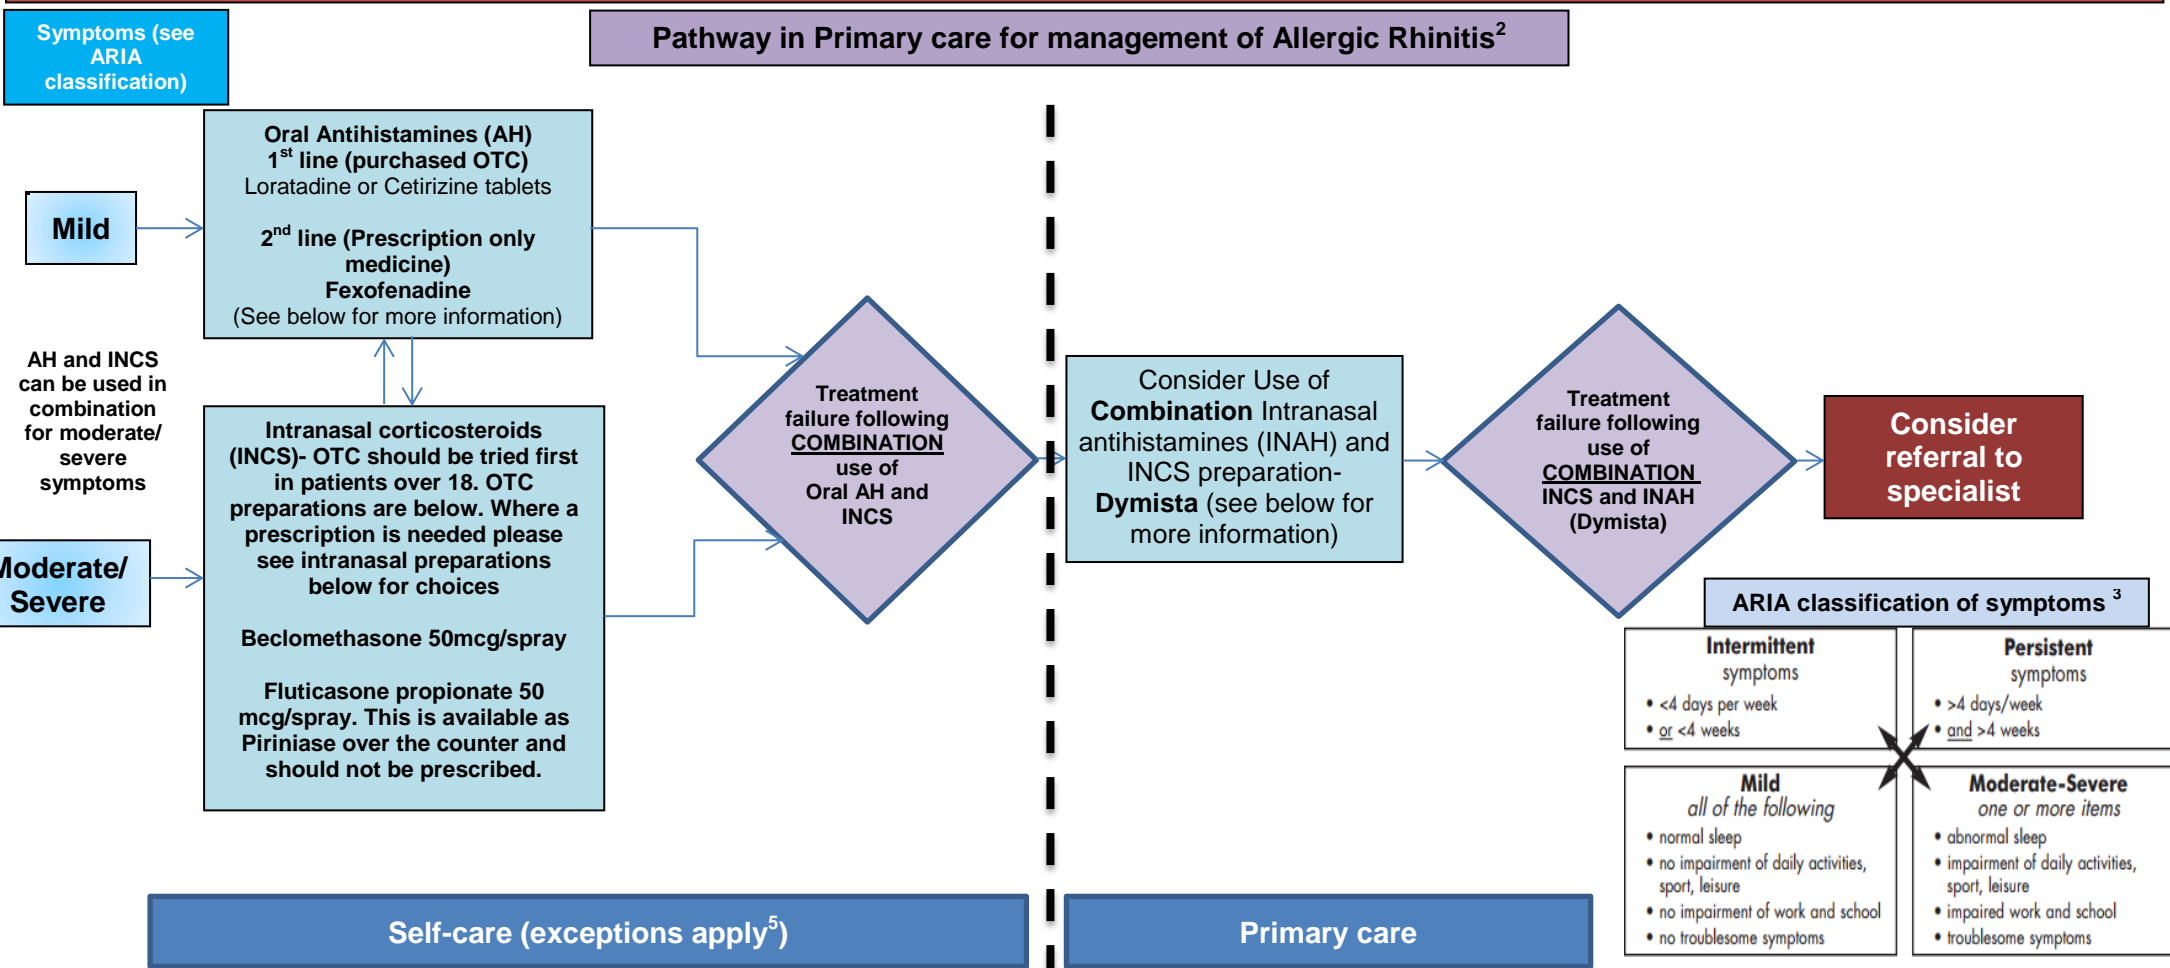 Symptoms (see
ARIA
classification)
Pathway in Primary care for management of Allergic Rhinitis2
Oral Antihistamines (AH)
1st line (purchased OTC)
Loratadine or Cetirizine tablets
2nd line (Prescription only
medicine)
Fexofenadine
(See below for more information)
Mild
AH and INCS
can be used in
combination
for moderate/
severe
symptoms
Intranasal corticosteroids
(INCS)- OTC should be tried first
in patients over 18. OTC
preparations are below. Where a
prescription is needed please
see intranasal preparations
below for choices
Beclomethasone 50mcg/spray
Fluticasone propionate 50
mcg/spray. This is available as
Piriniase over the counter and
should not be prescribed.
Moderate/
Severe
Treatment
failure following
COMBINATION
use of
Oral AH and
INCS
Consider Use of
Combination Intranasal
antihistamines (INAH) and
INCS preparation-
Dymista (see below for
more information)
Treatment
failure following
use of
COMBINATION
INCS and INAH
(Dymista)
Consider
referral to
specialist
ARIA classification of symptoms 3
Intermittent
symptoms
• <4 days per week
• or <4 weeks
Persistent
symptoms
• >4 days/week
• and >4 weeks
Mild
all of the following
• normal sleep
• no impairment of daily activities,
sport, leisure
• no impairment of work and school
• no troublesome symptoms
Moderate-Severe
one or more items
• abnormal sleep
• impairment of daily activities,
sport, leisure
• impaired work and school
• troublesome symptoms
Self-care (exceptions apply5)
Primary care